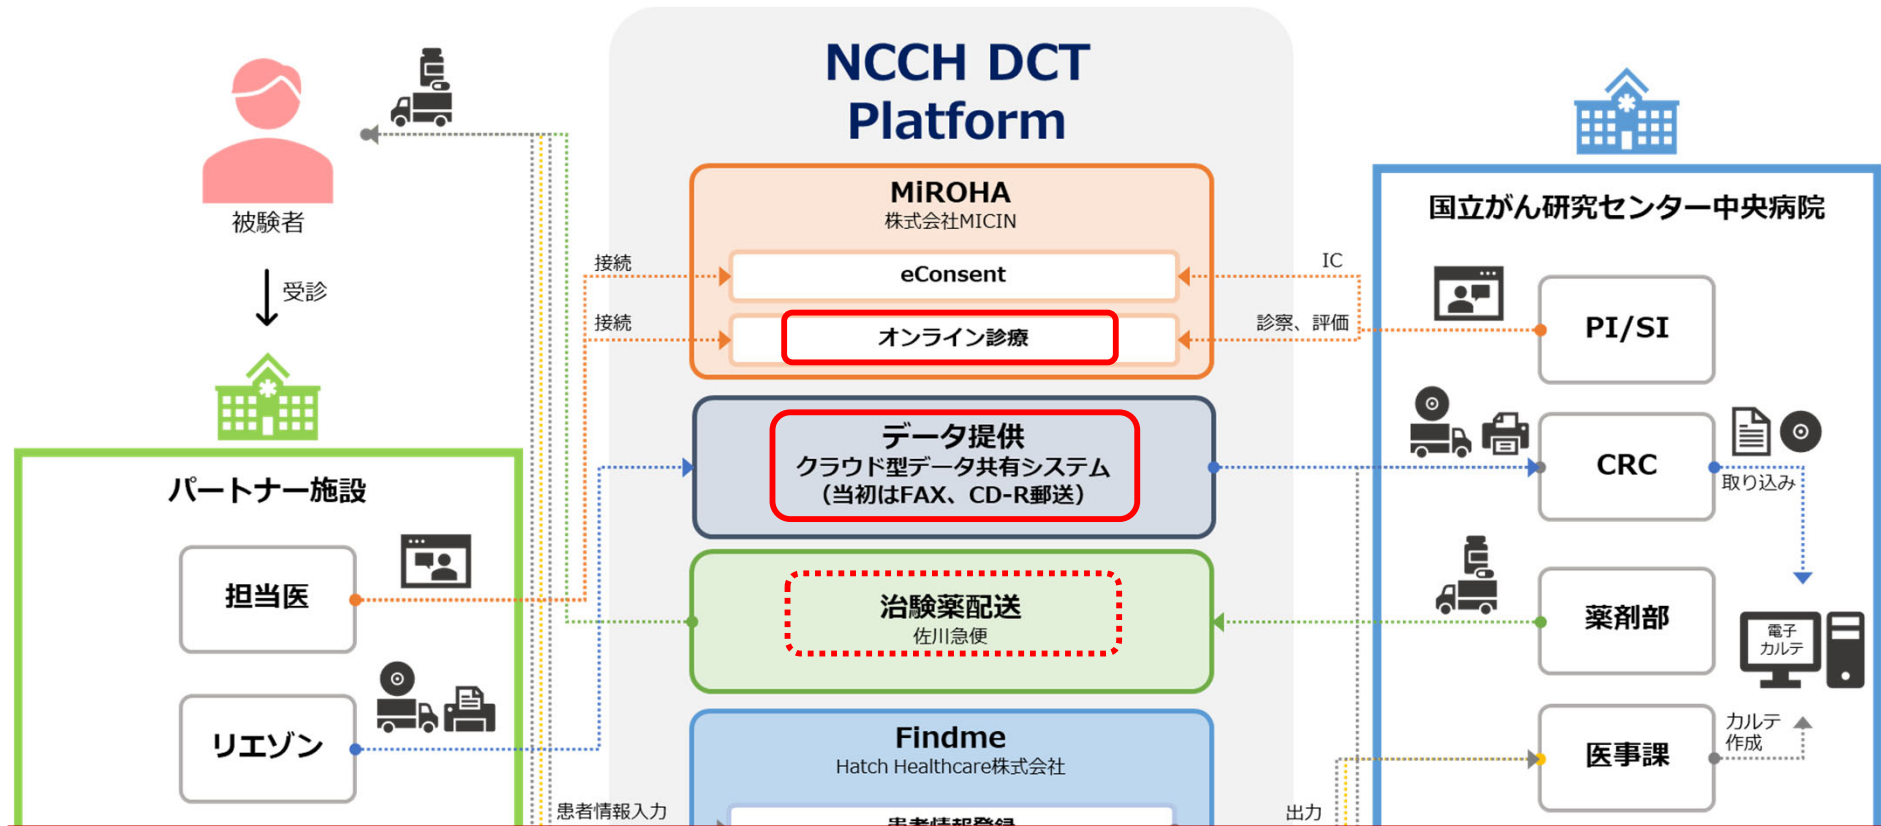 NCCH DCT
Platform
被験者
受診
MiROHA
株式会社MICIN
接続
eConsent
IC
接続
オンライン診療
診察、評価
国立がん研究センター中央病院
PI/SI
パートナー施設
データ提供
クラウド型データ共有システム
（当初はFAX、CD-R郵送）
CRC
取り込み
担当医
治験薬配送
佐川急便
薬剤部
電子
カルテ
リエゾン
Findme
Hatch Healthcare株式会社
医事課
カルテ
作成
患者情報入力
患者情報登録
出力